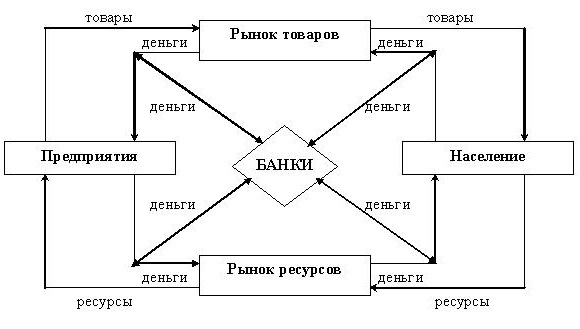 товары
товары
Рынок товаров
деньги
деньги
деньги
деньги
Предприятия
БАНКИ
Население
деньги
деньги
Рынок ресурсов
деньги
деньги
ресурсы
ресурсы